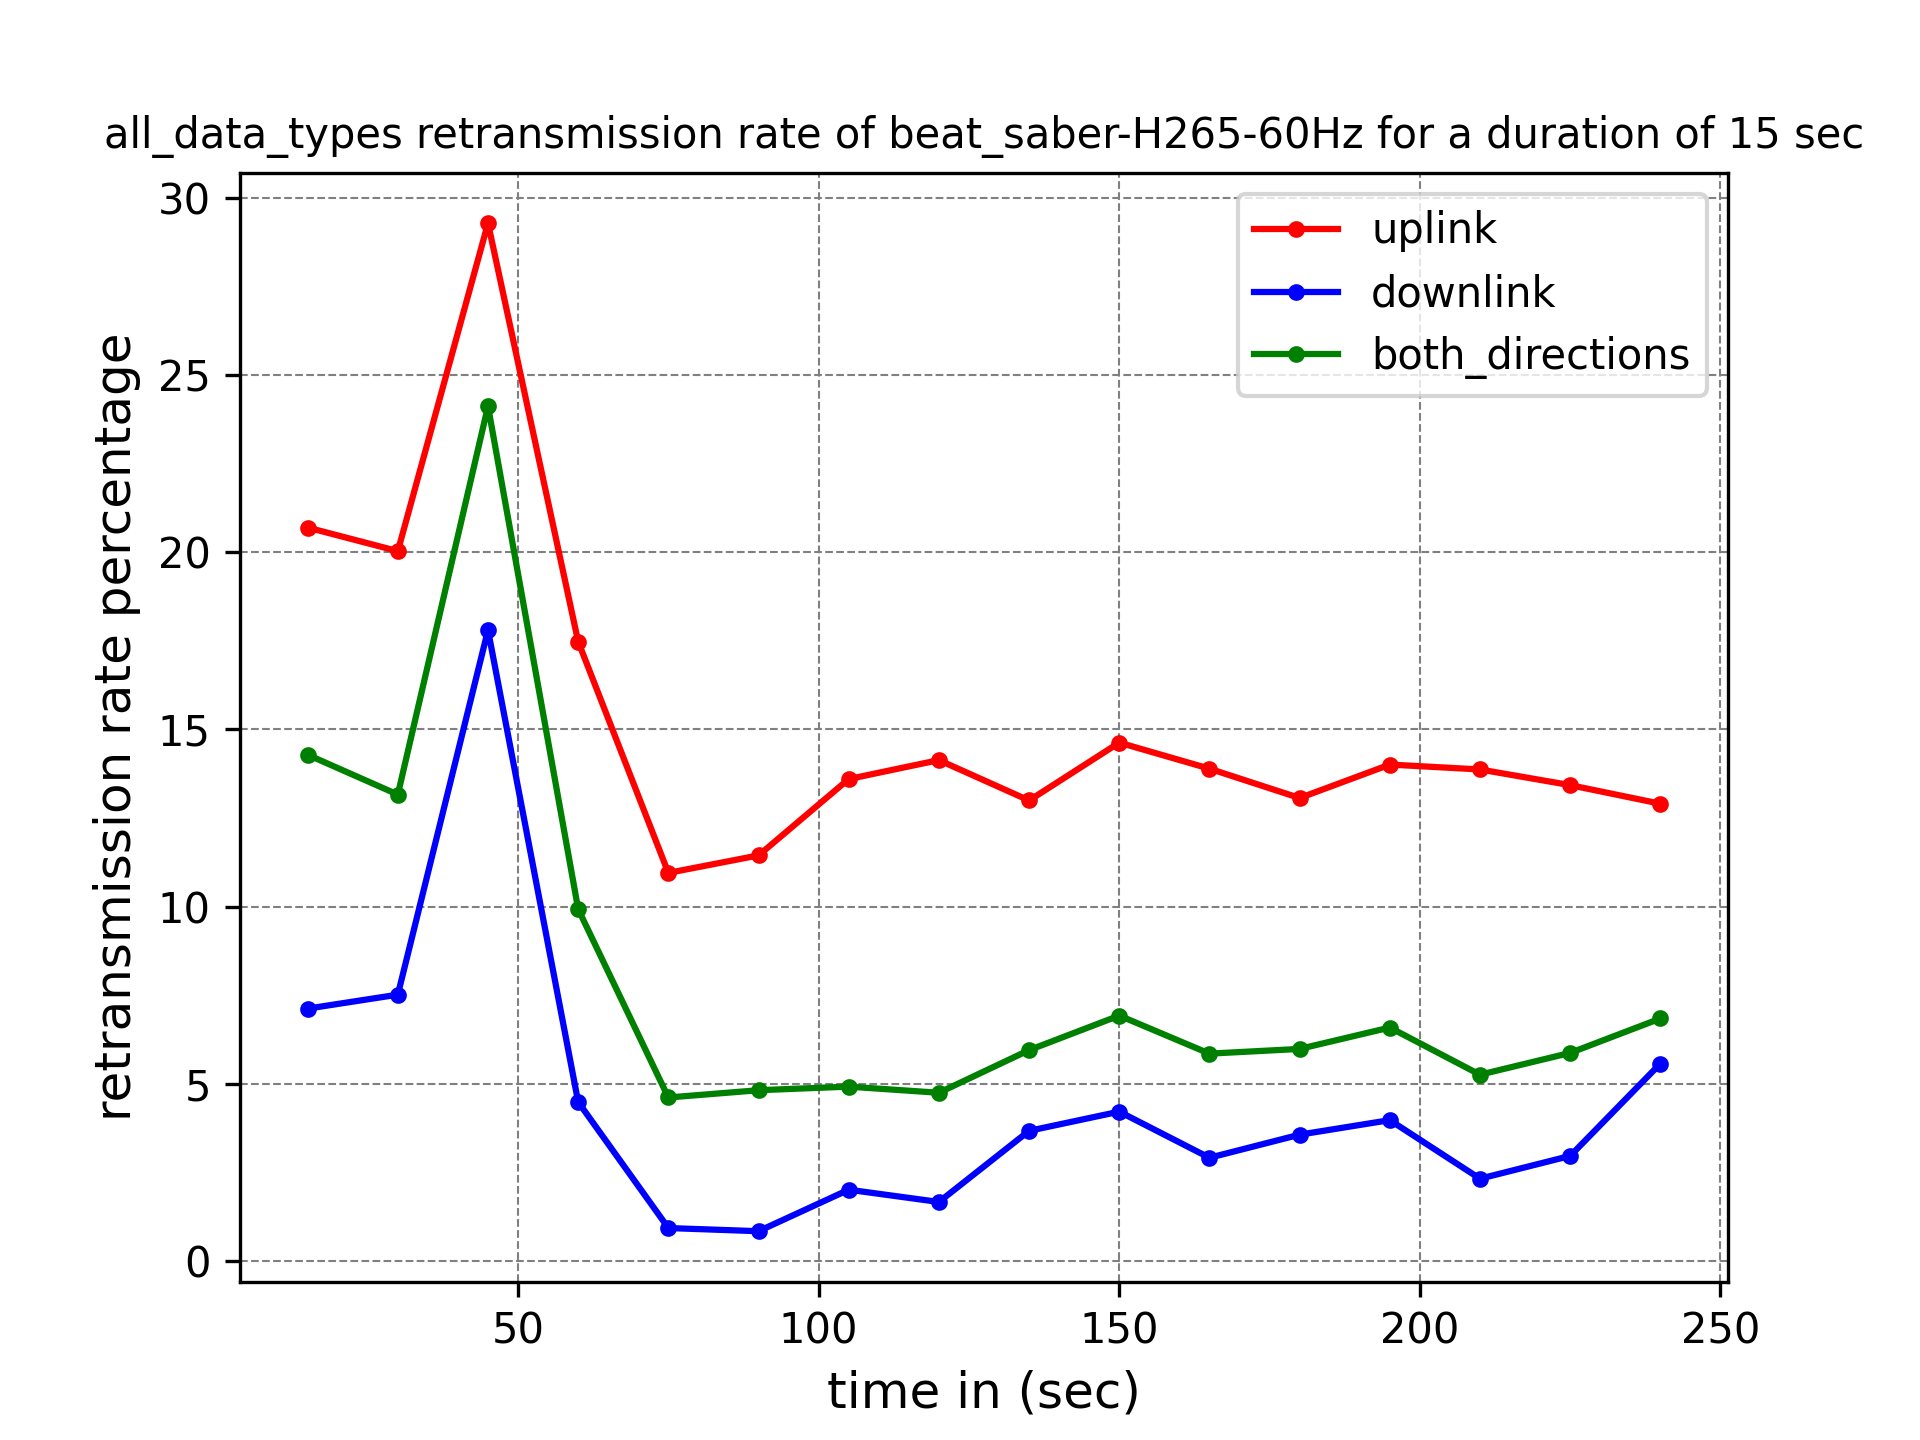 all_data_types retransmission rate of beat_saber-H265-60Hz for a duration of 15 sec
uplink
downlink
both_directions
retransmission rate percentage
30
25
20
15
10
5
0
50 100 150 200 250
time in (sec)